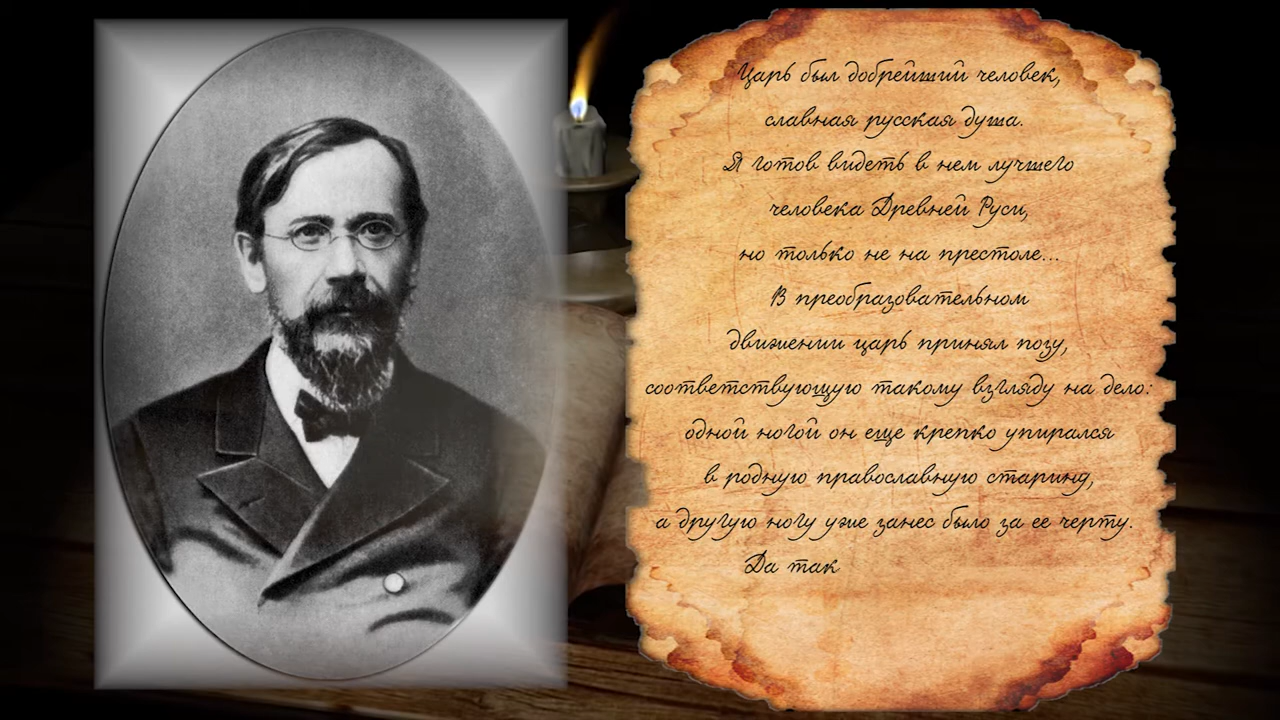 Царь был добрейший человек,
славная русская душа.
Я готов видеть в нем лучшего
человека Древней Руси,
но только не на престоле...
В преобразовательном
движении царь принял позу,
соответствующую такому взгляду на дело:
одной ногой он еще крепко упирался
в родную православную старину,
а другую ногу уже занес было за ее черту.
Да так